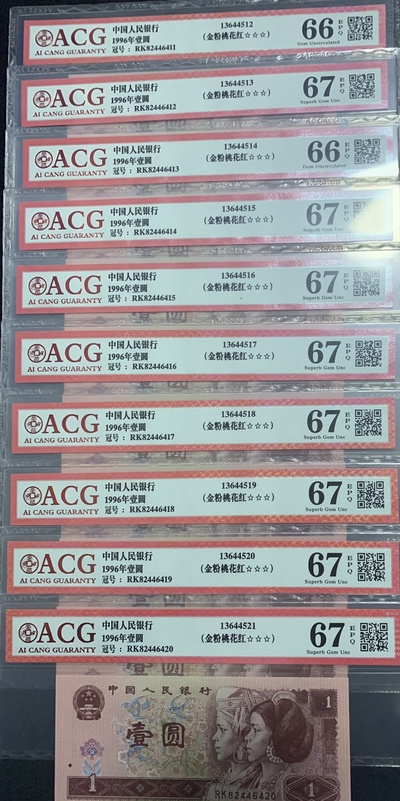 ACG
AI CANG GUARANTY
中国人民银行
1996年壹圆
冠号：RK82446411
13644512
(金粉桃花红☆☆☆)
66 EPQ
Gem Uncirculated
ACG
AI CANG GUARANTY
中国人民银行
1996年壹圆
冠号：RK82446412
13644513
(金粉桃花红☆☆☆)
67 EPQ
Superb Gem Unc
ACG
AI CANG GUARANTY
中国人民银行
1996年壹圆
冠号：RK82446413
13644514
(金粉桃花红☆☆☆)
66 EPQ
Gem Uncirculated
ACG
AI CANG GUARANTY
中国人民银行
1996年壹圆
冠号：RK82446414
13644515
(金粉桃花红☆☆☆)
67 EPQ
Superb Gem Unc
ACG
AI CANG GUARANTY
中国人民银行
1996年壹圆
冠号：RK82446415
13644516
(金粉桃花红☆☆☆)
67 EPQ
Superb Gem Unc
ACG
AI CANG GUARANTY
中国人民银行
1996年壹圆
冠号：RK82446416
13644517
(金粉桃花红☆☆☆)
67 EPQ
Superb Gem Unc
ACG
AI CANG GUARANTY
中国人民银行
1996年壹圆
冠号：RK82446417
13644518
(金粉桃花红☆☆☆)
67 EPQ
Superb Gem Unc
ACG
AI CANG GUARANTY
中国人民银行
1996年壹圆
冠号：RK82446418
13644519
(金粉桃花红☆☆☆)
67 EPQ
Superb Gem Unc
ACG
AI CANG GUARANTY
中国人民银行
1996年壹圆
冠号：RK82446419
13644520
(金粉桃花红☆☆☆)
67 EPQ
Superb Gem Unc
ACG
AI CANG GUARANTY
中国人民银行
1996年壹圆
冠号：RK82446420
13644521
(金粉桃花红☆☆☆)
67 EPQ
Superb Gem Unc
中国人民银行
1
壹圆
RK82446420
1
1